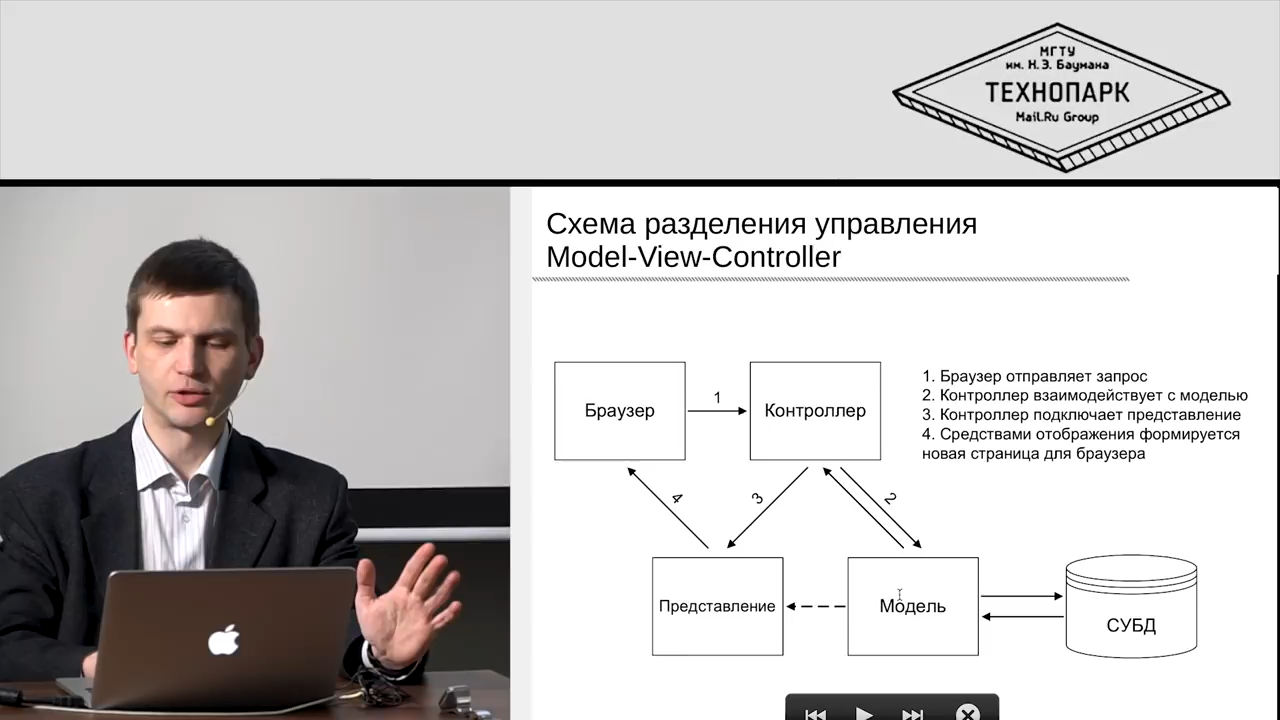 МГТУ
им. Н.Э. Баумана
ТЕХНОПАРК
Mail.Ru Group
Схема разделения управления
Model-View-Controller
Браузер
1
Контроллер
1. Браузер отправляет запрос
2. Контроллер взаимодействует с моделью
3. Контроллер подключает представление
4. Средствами отображения формируется
новая страница для браузера
4
3
2
Представление
Модель
СУБД